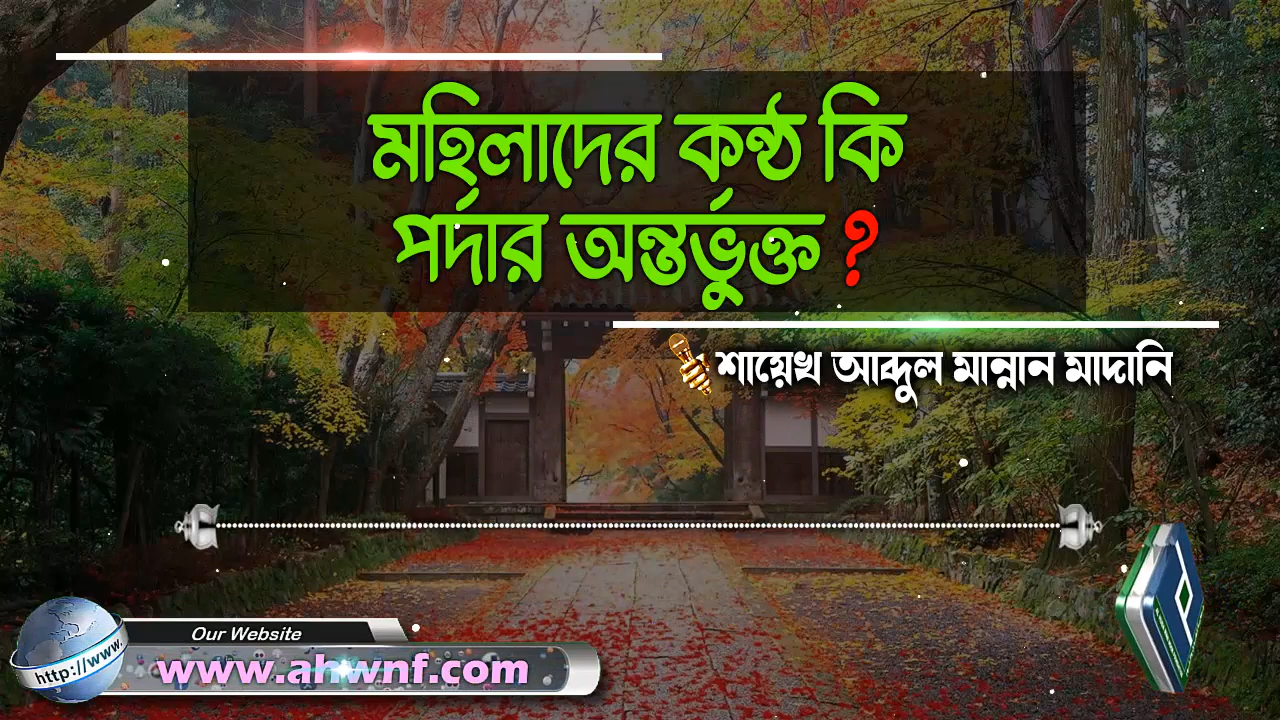 মহিলাদের কন্ঠ কি
পর্দার অন্তর্ভুক্ত ?
শায়েখ আব্দুল মান্নান মাদানি
Our Website
http://www.
www.ahwnf.com